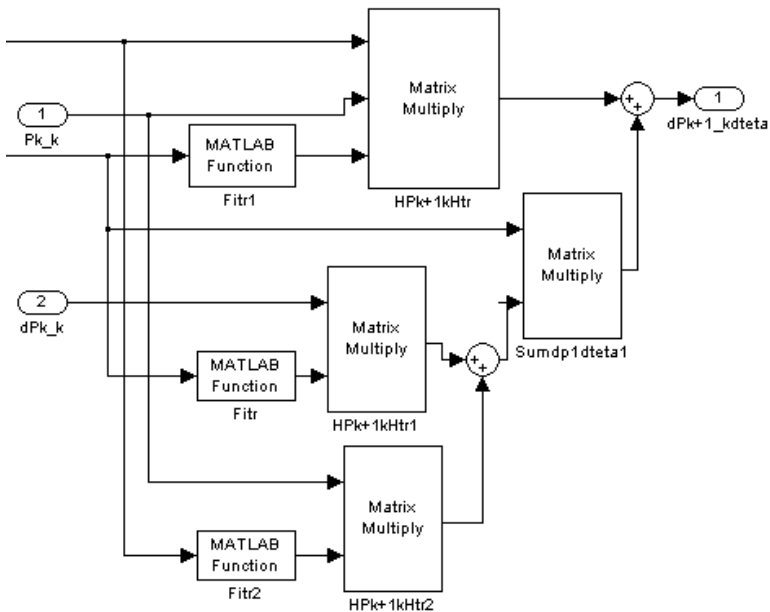 Matrix
Multiply
HPk+1kHtr
1
Pk_k
MATLAB
Function
Fitr1
+
+
1
dPk+1_kdteta
Matrix
Multiply
Sumdp1dteta1
2
dPk_k
Matrix
Multiply
HPk+1kHtr1
MATLAB
Function
Fitr
+
+
Matrix
Multiply
HPk+1kHtr2
MATLAB
Function
Fitr2